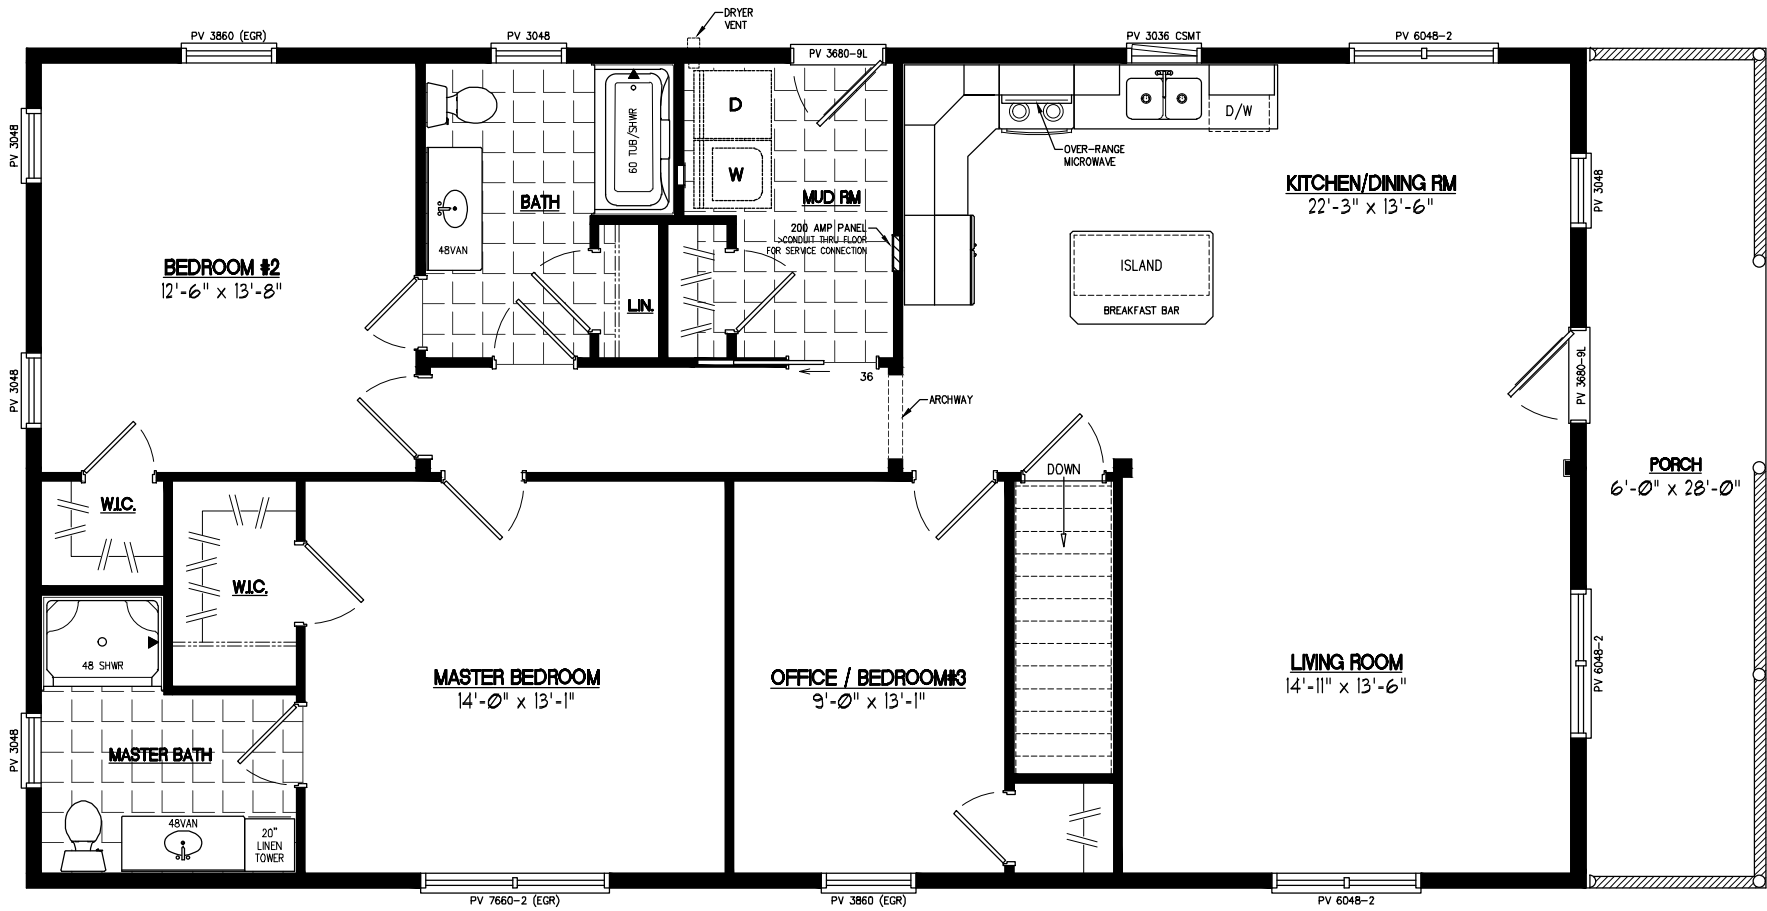 DRYER
VENT
PV 3860 (EGR)
PV 3048
PV 3680-9L
PV 3036 CSMT
PV 6048-2
PV 3048
D
W
60 TUB/SHWR
D/W
OVER-RANGE
MICROWAVE
BATH
MUD RM
KITCHEN/DINING RM
22'-3" x 13'-6"
PV 3048
48VAN
200 AMP PANEL
>CONDUIT THRU FLOOR
FOR SERVICE CONNECTION
BEDROOM #2
12'-6" x 13'-8"
LIN.
ISLAND
BREAKFAST BAR
PV 3048
36
ARCHWAY
PV 3680-9L
DOWN
PORCH
6'-0" x 28'-0"
W.I.C.
W.I.C.
48 SHWR
MASTER BEDROOM
14'-0" x 13'-1"
OFFICE / BEDROOM#3
9'-0" x 13'-1"
LIVING ROOM
14'-11" x 13'-6"
PV 6048-2
PV 3048
MASTER BATH
48VAN
20"
LINEN
TOWER
PV 7660-2 (EGR)
PV 3860 (EGR)
PV 6048-2